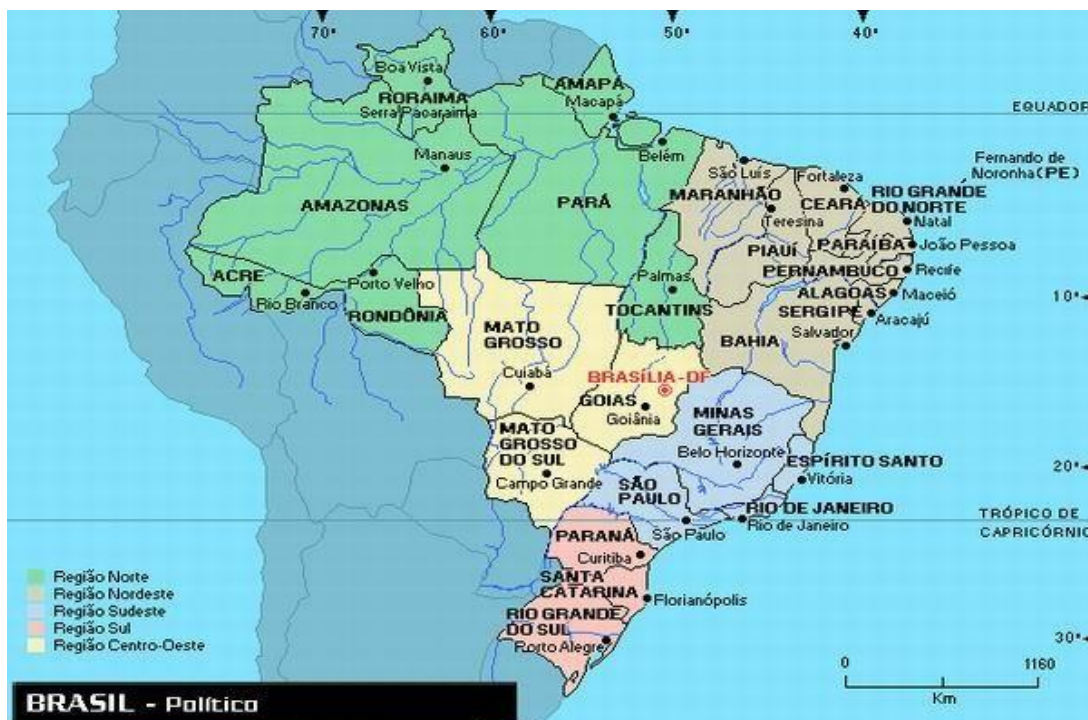 70°
60°
50°
40°
Boa Vista
RORAIMA
Serra Pacaraima
AMAPÁ
Macapá
EQUADOR
Manaus
Belém
São Luís
Fortaleza
Fernando de
Noronha(PE)
AMAZONAS
PARÁ
MARANHÃO
Teresina
CEARÁ
RIO GRANDE
DO NORTE
Natal
PIAUÍ
PARAÍBA
João Pessoa
ACRE
Rio Branco
Porto Velho
RONDÔNIA
Palmas
TOCANTINS
PERNAMBUCO
Recife
ALAGOAS
Maceió
SERGIPE
Aracajú
10°
MATO
GROSSO
Cuiabá
BAHIA
Salvador
BRASÍLIA-DF
GOIAS
Goiânia
MATO
GROSSO
DO SUL
Campo Grande
MINAS
GERAIS
Belo Horizonte
ESPÍRITO SANTO
Vitória
20°
SÃO
PAULO
São Paulo
RIO DE JANEIRO
Rio de Janeiro
TRÓPICO DE
CAPRICÓRNIO
PARANÁ
Curitiba
SANTA
CATARINA
Florianópolis
RIO GRANDE
DO SUL
Porto Alegre
30°
Região Norte
Região Nordeste
Região Sudeste
Região Sul
Região Centro-Oeste
0 1160
Km
BRASIL - Político